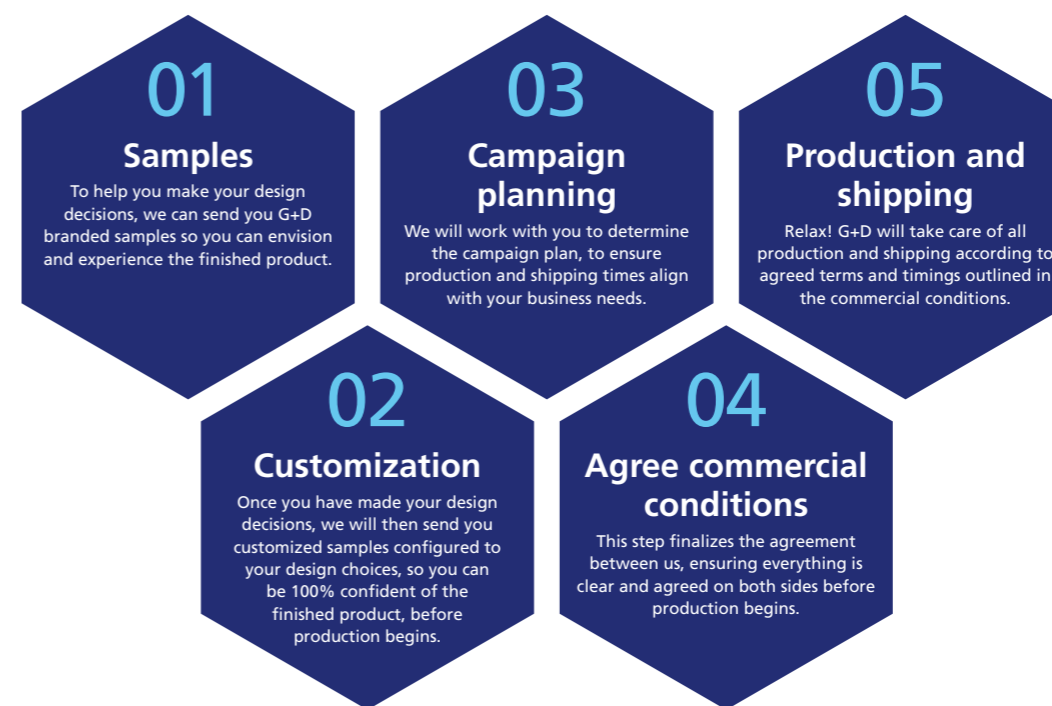 01
Samples
To help you make your design
decisions, we can send you G+D
branded samples so you can envision
and experience the finished product.
02
Customization
Once you have made your design
decisions, we will then send you
customized samples configured to
your design choices, so you can
be 100% confident of the
finished product, before
production begins.
03
Campaign
planning
We will work with you to determine
the campaign plan, to ensure
production and shipping times align
with your business needs.
04
Agree commercial
conditions
This step finalizes the agreement
between us, ensuring everything is
clear and agreed on both sides before
production begins.
05
Production and
shipping
Relax! G+D will take care of all
production and shipping according to
agreed terms and timings outlined in
the commercial conditions.